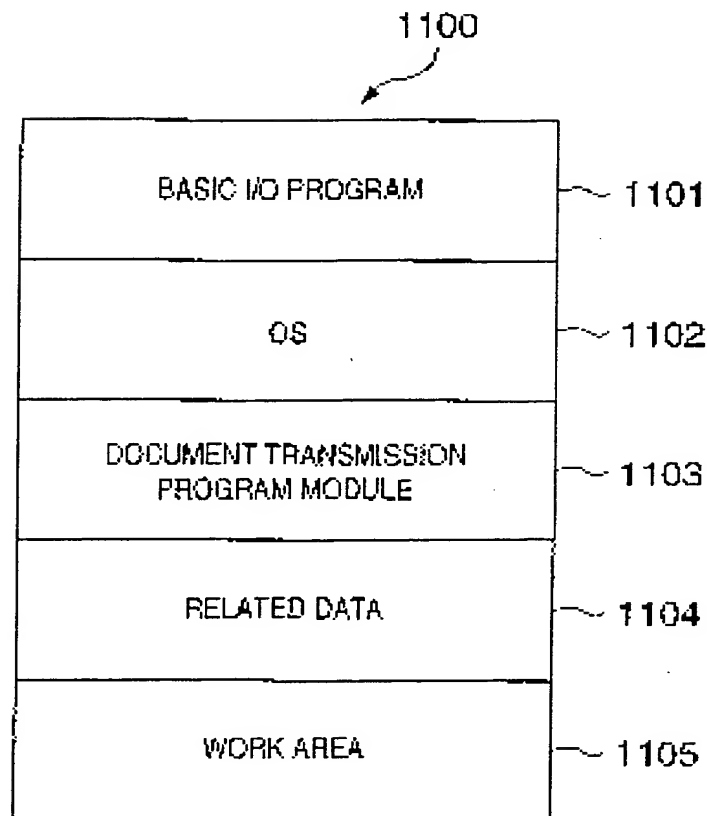 1100
BASIC I/O PROGRAM
1101
OS
1102
DOCUMENT TRANSMISSION
PROGRAM MODULE
1103
RELATED DATA
1104
WORK AREA
1105